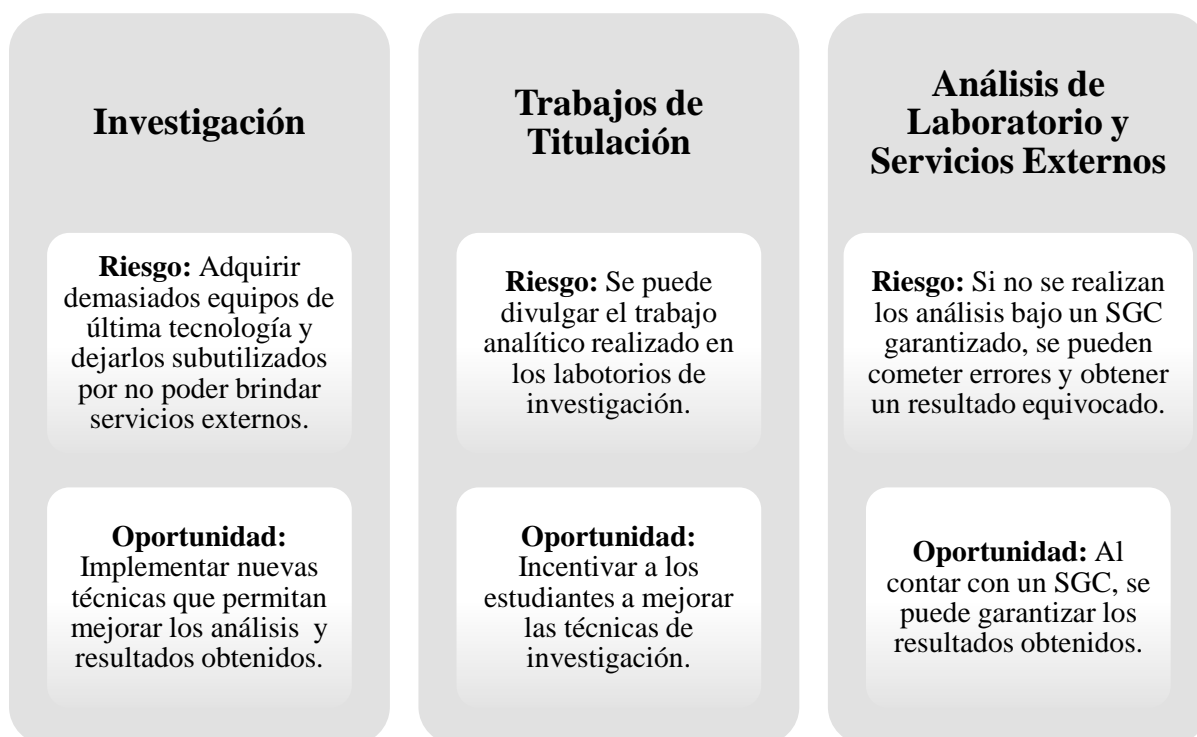 Investigación
Riesgo: Adquirir
demasiados equipos de
última tecnología y
dejarlos subutilizados
por no poder brindar
servicios externos.
Oportunidad:
Implementar nuevas
técnicas que permitan
mejorar los análisis y
resultados obtenidos.
Trabajos de
Titulación
Riesgo: Se puede
divulgar el trabajo
analítico realizado en
los labotorios de
investigación.
Oportunidad:
Incentivar a los
estudiantes a mejorar
las técnicas de
investigación.
Análisis de
Laboratorio y
Servicios Externos
Riesgo: Si no se realizan
los análisis bajo un SGC
garantizado, se pueden
cometer errores y obtener
un resultado equivocado.
Oportunidad: Al
contar con un SGC, se
puede garantizar los
resultados obtenidos.